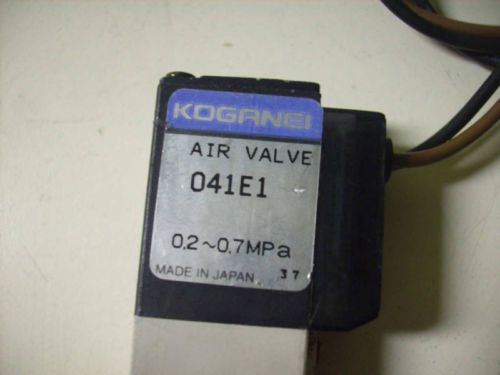 KOGANEI
AIR VALVE
041E1
0.2~0.7MPa
MADE IN JAPAN 37